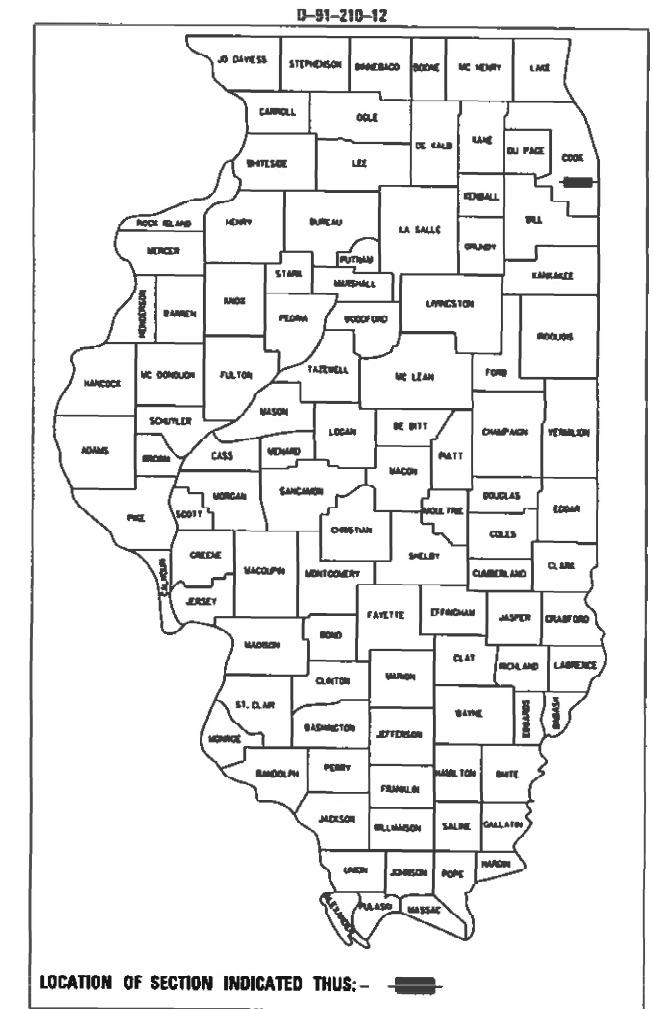 D-91-210-12
JO DAVIESS STEPHENSON WINNEBAGO BOONE MC HENRY LAKE
CARROLL OGLE
DE KALB KANE DU PAGE COOK
WHITESIDE LEE
KENDALL
ROCK ISLAND HENRY BUREAU LA SALLE WILL
MERCER PUTNAM GRUNDY
STARK MARSHALL KANKAKEE
HENDERSON WARREN KNOX PEORIA WOODFORD LIVINGSTON
IROQUOIS
HANCOCK MC DONOUGH FULTON TAZEWELL MC LEAN FORD
MASON
SCHUYLER LOGAN DE WITT CHAMPAIGN VERMILION
ADAMS BROWN CASS MENARD PIATT
MACON
MORGAN SANGAMON DOUGLAS
PIKE SCOTT CHRISTIAN MOULTRIE EDGAR
COLES
GREENE MACOUPIN MONTGOMERY SHELBY
CALHOUN CUMBERLAND CLARK
JERSEY FAYETTE EFFINGHAM JASPER CRAWFORD
MADISON BOND
CLAY RICHLAND LAWRENCE
CLINTON MARION
ST. CLAIR WAYNE EDWARDS WABASH
MONROE WASHINGTON JEFFERSON
RANDOLPH PERRY HAMILTON WHITE
FRANKLIN
JACKSON WILLIAMSON SALINE GALLATIN
UNION JOHNSON POPE HARDIN
ALEXANDER PULASKI MASSAC
LOCATION OF SECTION INDICATED THUS:-